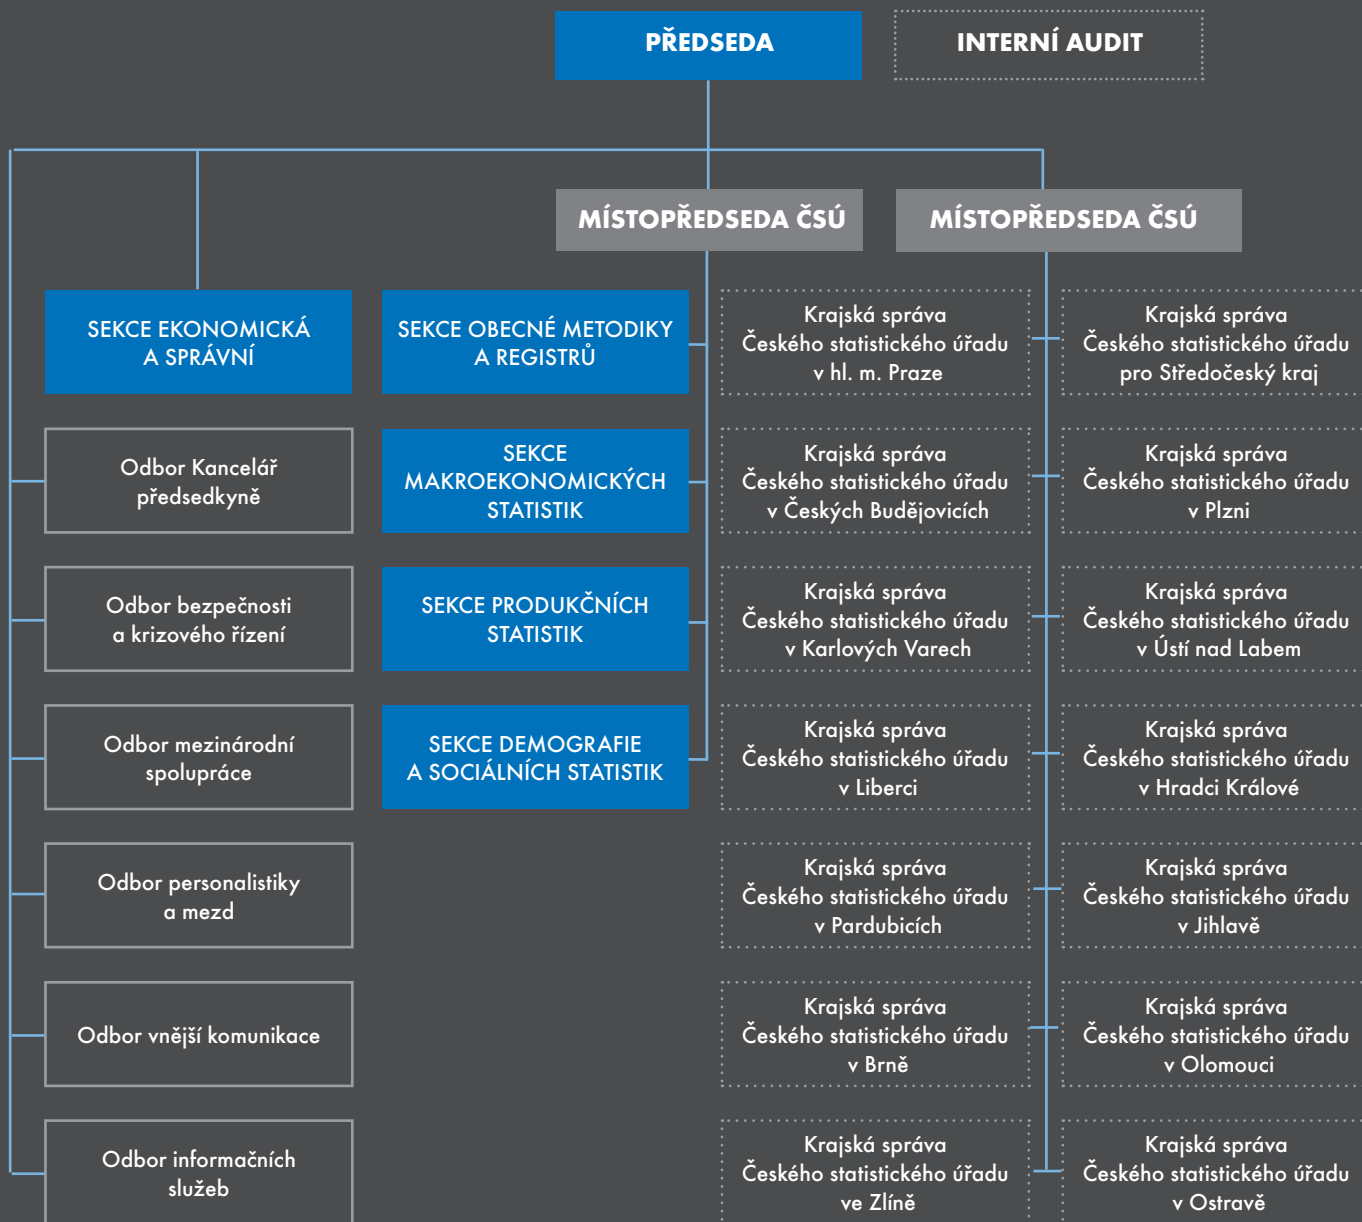 PŘEDSEDA
INTERNÍ AUDIT
MÍSTOPŘEDSEDA ČSÚ
MÍSTOPŘEDSEDA ČSÚ
SEKCE EKONOMICKÁ
A SPRÁVNÍ
SEKCE OBECNÉ METODIKY
A REGISTRŮ
Krajská správa
Českého statistického úřadu
v hl. m. Praze
Krajská správa
Českého statistického úřadu
pro Středočeský kraj
Odbor Kancelář
předsedkyně
SEKCE
MAKROEKONOMICKÝCH
STATISTIK
Krajská správa
Českého statistického úřadu
v Českých Budějovicích
Krajská správa
Českého statistického úřadu
v Plzni
Odbor bezpečnosti
a krizového řízení
SEKCE PRODUKČNÍCH
STATISTIK
Krajská správa
Českého statistického úřadu
v Karlových Varech
Krajská správa
Českého statistického úřadu
v Ústí nad Labem
Odbor mezinárodní
spolupráce
SEKCE DEMOGRAFIE
A SOCIÁLNÍCH STATISTIK
Krajská správa
Českého statistického úřadu
v Liberci
Krajská správa
Českého statistického úřadu
v Hradci Králové
Odbor personalistiky
a mezd
Krajská správa
Českého statistického úřadu
v Pardubicích
Krajská správa
Českého statistického úřadu
v Jihlavě
Odbor vnější komunikace
Krajská správa
Českého statistického úřadu
v Brně
Krajská správa
Českého statistického úřadu
v Olomouci
Odbor informačních
služeb
Krajská správa
Českého statistického úřadu
ve Zlíně
Krajská správa
Českého statistického úřadu
v Ostravě